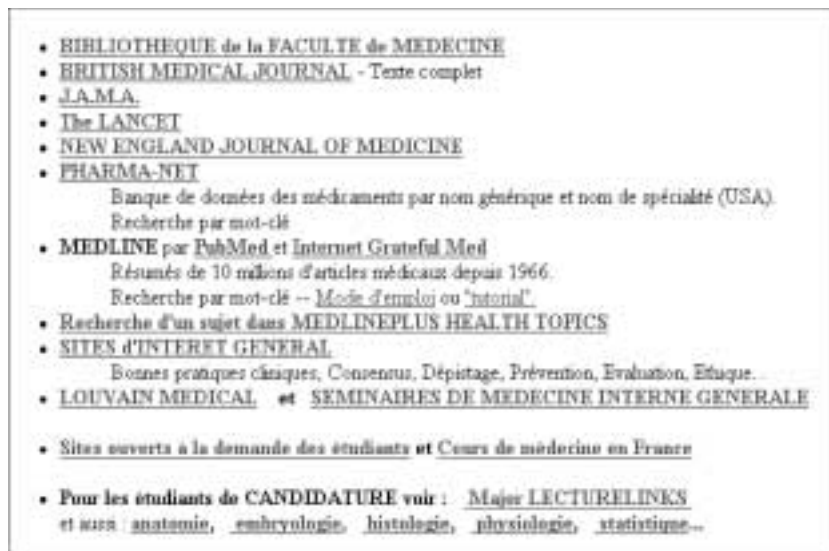 BIBLIOTHEQUE de la FACULTE de MEDECINE
BRITISH MEDICAL JOURNAL - Texte complet
J.A.M.A.
The LANCET
NEW ENGLAND JOURNAL OF MEDICINE
PHARMA-NET
Banque de données des médicaments par nom générique et nom de spécialité (USA).
Recherche par mot-clé
MEDLINE par PubMed et Internet Grateful Med
Résumés de 10 millions d'articles médicaux depuis 1966.
Recherche par mot-clé -- Mode d'emploi ou "tutorial".
Recherche d'un sujet dans MEDLINEPLUS HEALTH TOPICS
SITES d'INTERET GENERAL
Bonnes pratiques cliniques, Consensus, Dépistage, Prévention, Evaluation, Ethique...
LOUVAIN MEDICAL et SEMINAIRES DE MEDECINE INTERNE GENERALE
Sites ouverts à la demande des étudiants et Cours de médecine en France
Pour les étudiants de CANDIDATURE voir : Major LECTURELINKS
et aussi : anatomie, embryologie, histologie, physiologie, statistique...